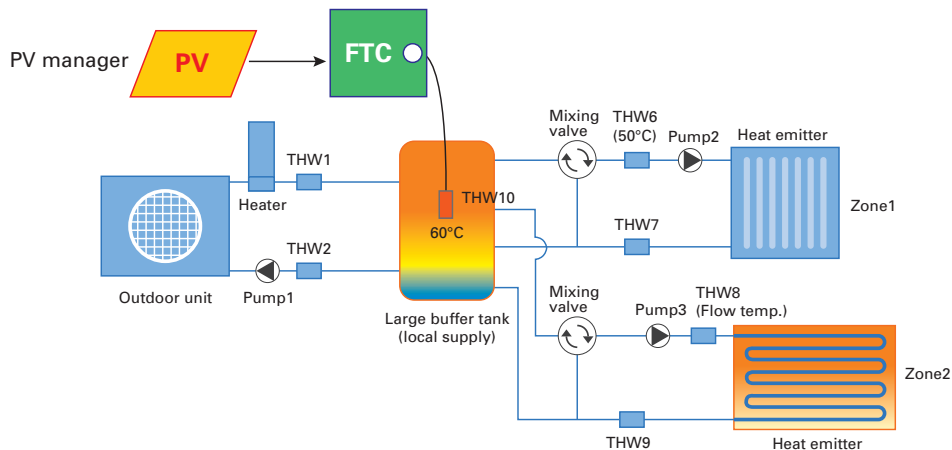 PV manager
PV
FTC
Mixing
valve
THW6
(50°C)
Pump2
Heat emitter
THW1
Heater
THW10
60°C
THW7
Zone1
THW2
Pump1
Outdoor unit
Large buffer tank
(local supply)
Mixing
valve
Pump3
THW8
(Flow temp.)
Zone2
THW9
Heat emitter